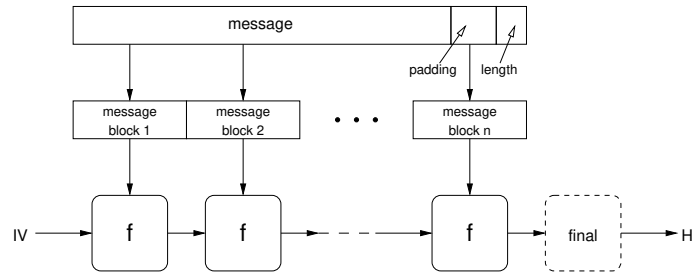 message
padding
length
message
block 1
message
block 2
message
block n
IV
f
f
f
final
H